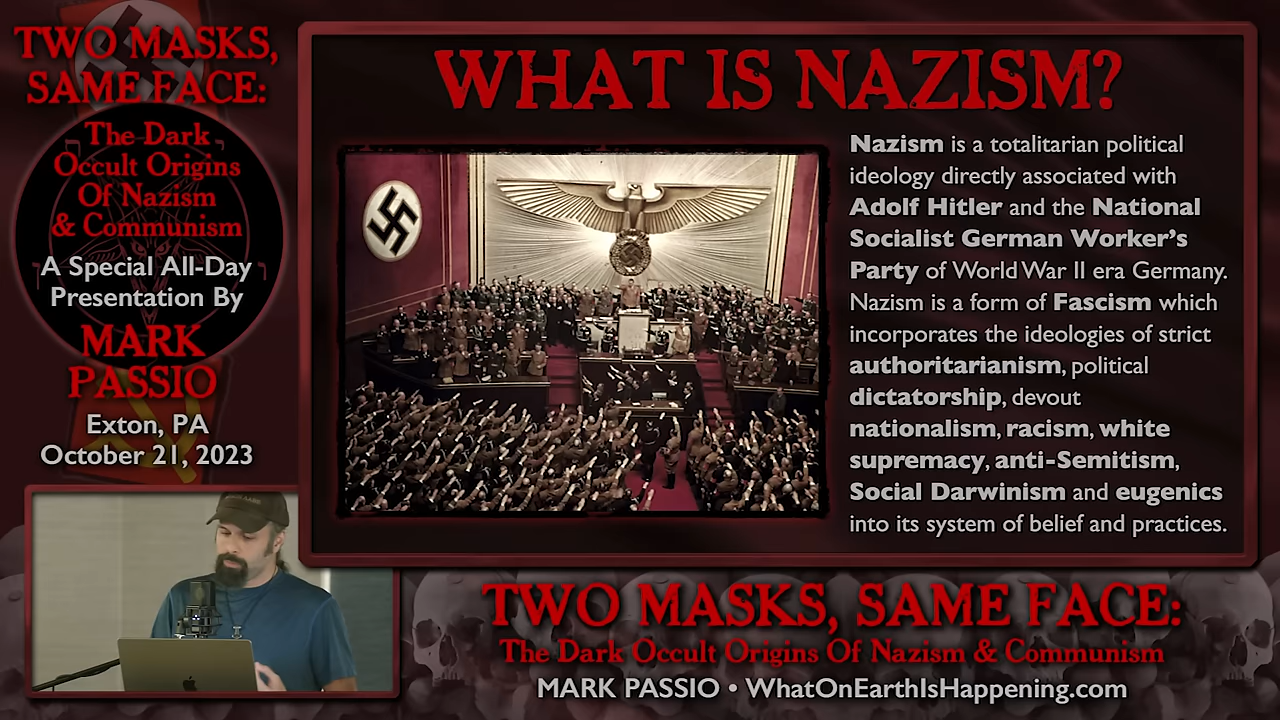 TWO MASKS,
SAME FACE:
The Dark
Occult Origins
Of Nazism
& Communism
A Special All-Day
Presentation By
MARK
PASSIO
Exton, PA
October 21, 2023
WHAT IS NAZISM?
Nazism is a totalitarian political
ideology directly associated with
Adolf Hitler and the National
Socialist German Worker's
Party of World War II era Germany.
Nazism is a form of Fascism which
incorporates the ideologies of strict
authoritarianism, political
dictatorship, devout
nationalism, racism, white
supremacy, anti-Semitism,
Social Darwinism and eugenics
into its system of belief and practices.
TWO MASKS, SAME FACE:
The Dark Occult Origins Of Nazism & Communism
MARK PASSIO • WhatOnEarthIsHappening.com